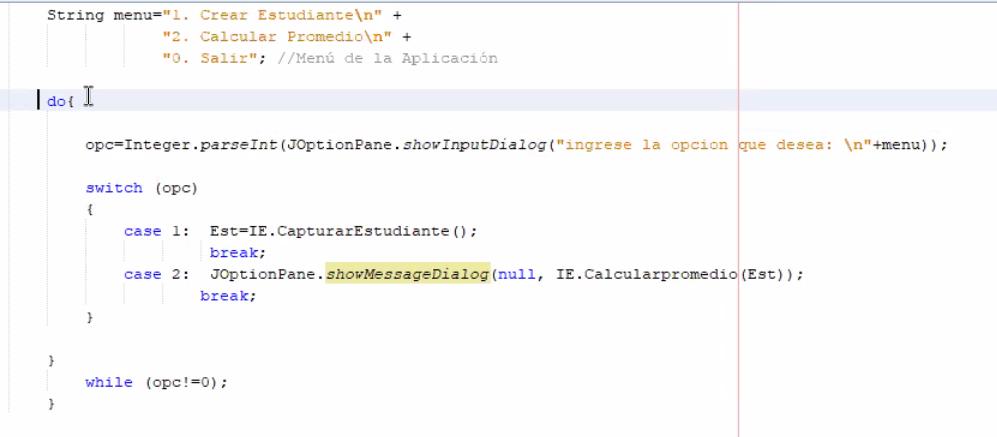 String menu="1. Crear Estudiante\n" +
"2. Calcular Promedio\n" +
"0. Salir"; //Menú de la Aplicación
do{
opc=Integer.parseInt(JOptionPane.showInputDialog("ingrese la opcion que desea: \n"+menu));
switch (opc)
{
case 1: Est=IE.CapturarEstudiante();
break;
case 2: JOptionPane.showMessageDialog(null, IE.Calcularpromedio(Est));
break;
}
}
while (opc!=0);
}